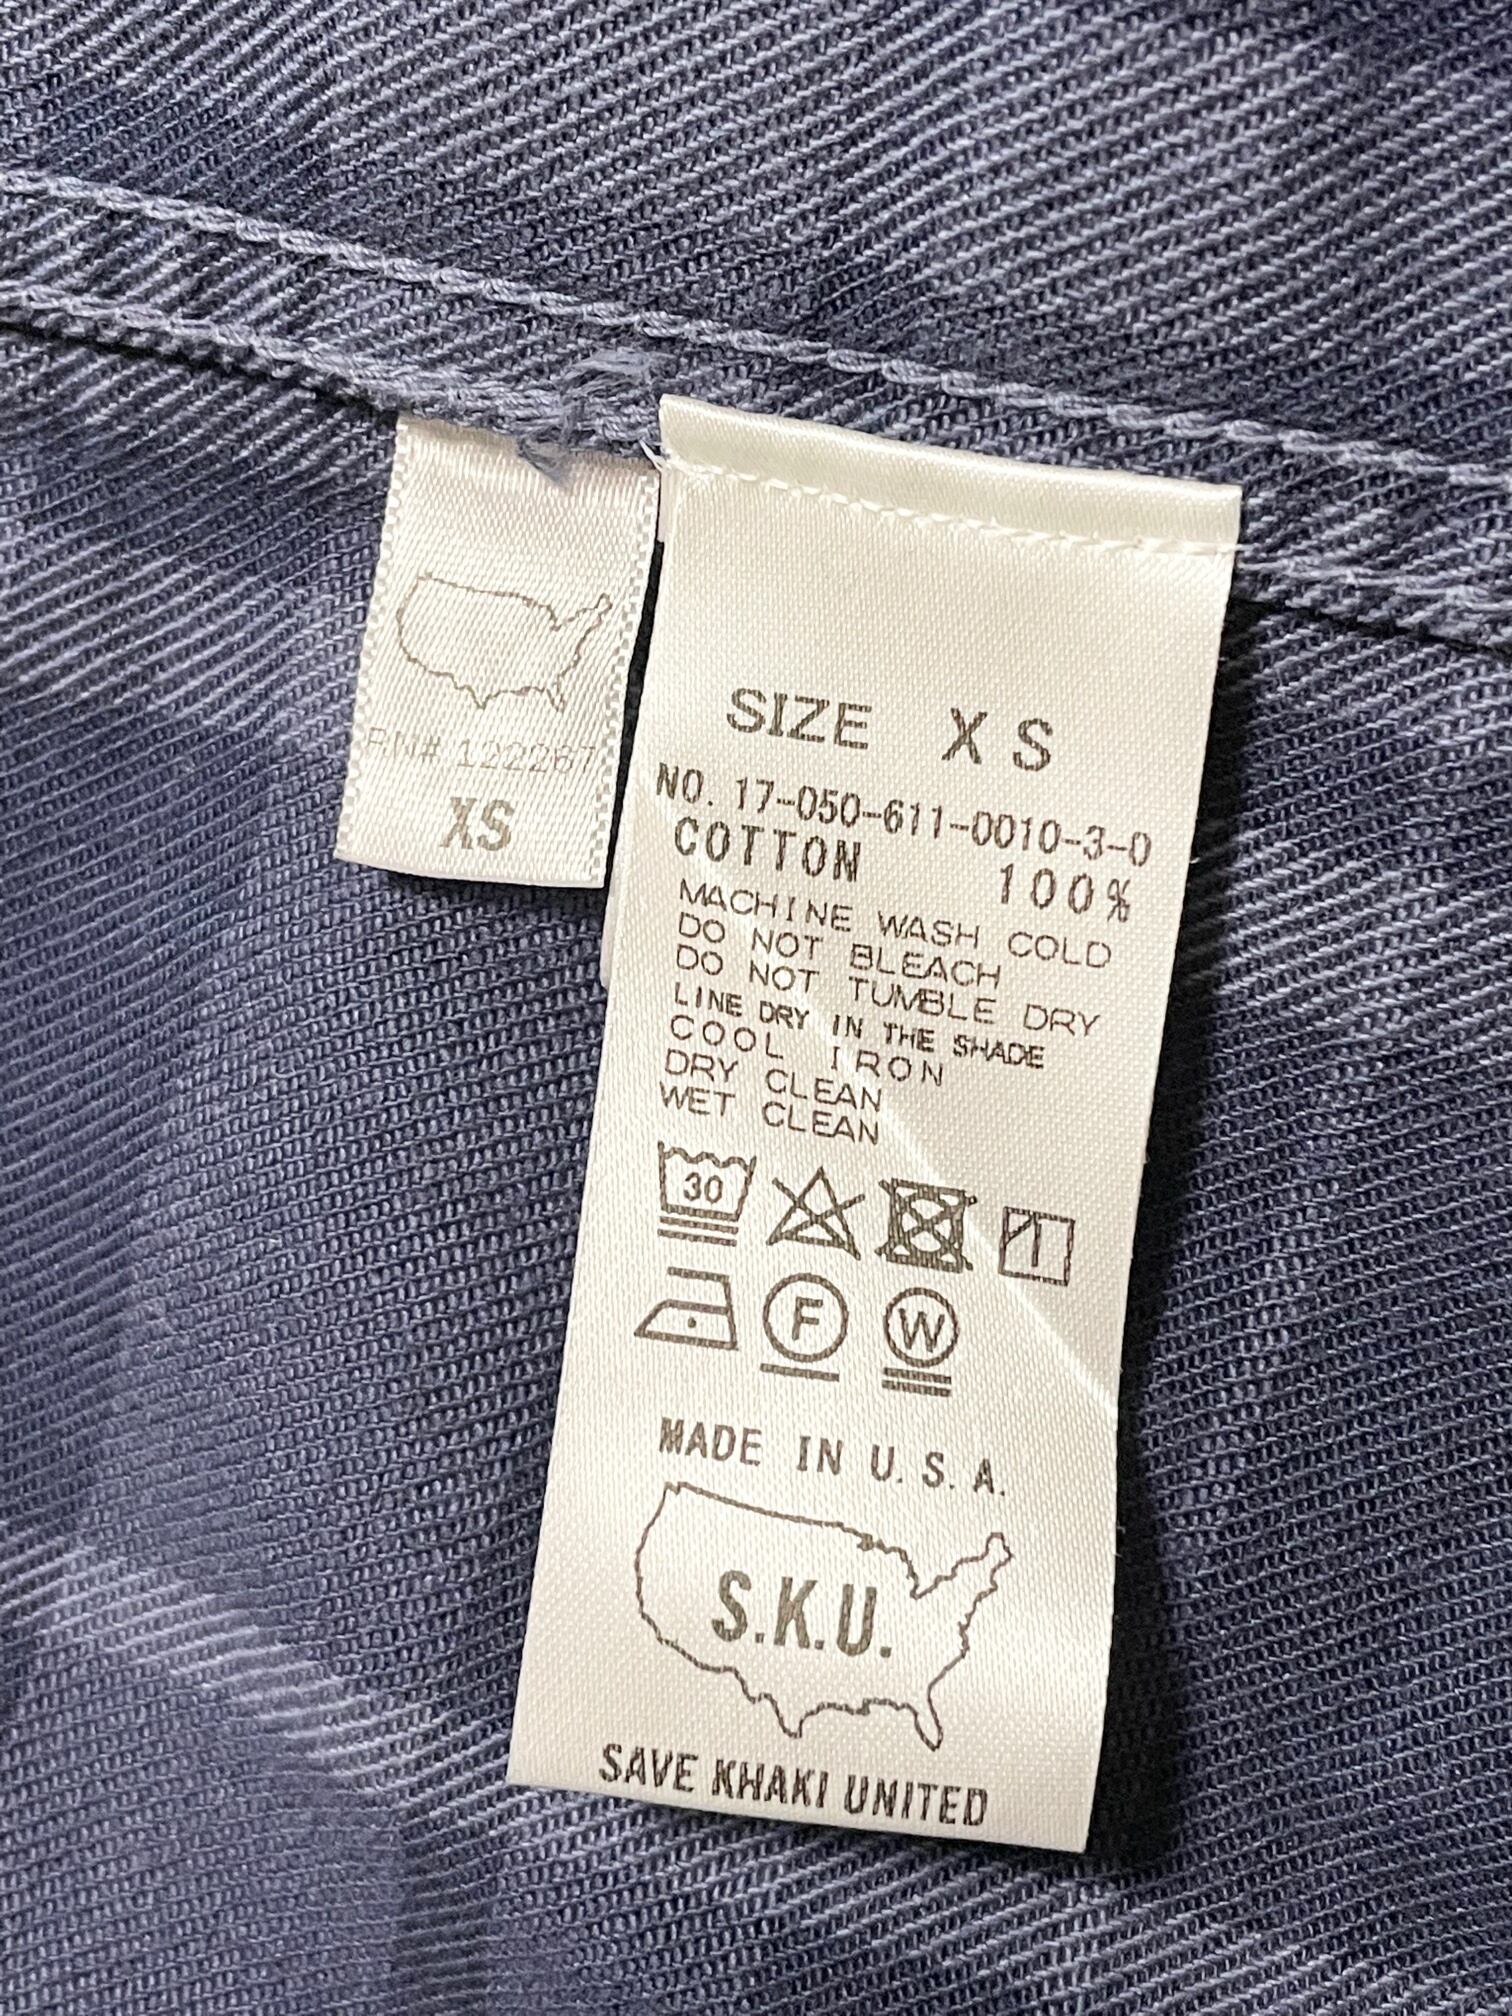 RN# 122267
XS
SIZE XS
NO. 17-050-611-0010-3-0
COTTON 100%
MACHINE WASH COLD
DO NOT BLEACH
DO NOT TUMBLE DRY
LINE DRY IN THE SHADE
COOL IRON
DRY CLEAN
WET CLEAN
30
F W
MADE IN U.S.A.
S.K.U.
SAVE KHAKI UNITED